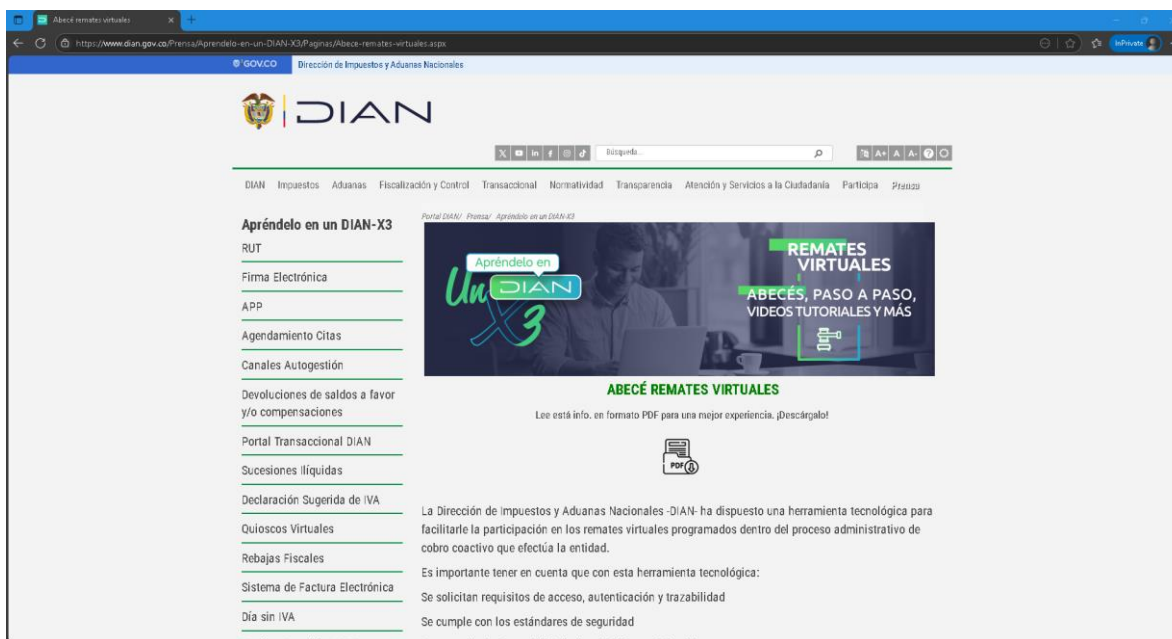 Abecé remates virtuales
https://www.dian.gov.co/Prensa/Aprendelo-en-un-DIAN-X3/Paginas/Abece-remates-virtuales.aspx
InPrivate
GOV.CO
Dirección de Impuestos y Aduanas Nacionales
DIAN
Búsqueda...
A+ A A-
DIAN Impuestos Aduanas Fiscalización y Control Transaccional Normatividad Transparencia Atención y Servicios a la Ciudadanía Participa Prensa
Apréndelo en un DIAN-X3
RUT
Firma Electrónica
APP
Agendamiento Citas
Canales Autogestión
Devoluciones de saldos a favor
y/o compensaciones
Portal Transaccional DIAN
Sucesiones Ilíquidas
Declaración Sugerida de IVA
Quioscos Virtuales
Rebajas Fiscales
Sistema de Factura Electrónica
Día sin IVA
Portal DIAN/ Prensa/ Apréndelo en un DIAN-X3
Apréndelo en
Un DIAN
X3
REMATES
VIRTUALES
ABECÉS, PASO A PASO,
VIDEOS TUTORIALES Y MÁS
ABECÉ REMATES VIRTUALES
Lee está info. en formato PDF para una mejor experiencia. ¡Descárgalo!
PDF
La Dirección de Impuestos y Aduanas Nacionales -DIAN- ha dispuesto una herramienta tecnológica para
facilitarle la participación en los remates virtuales programados dentro del proceso administrativo de
cobro coactivo que efectúa la entidad.
Es importante tener en cuenta que con esta herramienta tecnológica:
Se solicitan requisitos de acceso, autenticación y trazabilidad
Se cumple con los estándares de seguridad